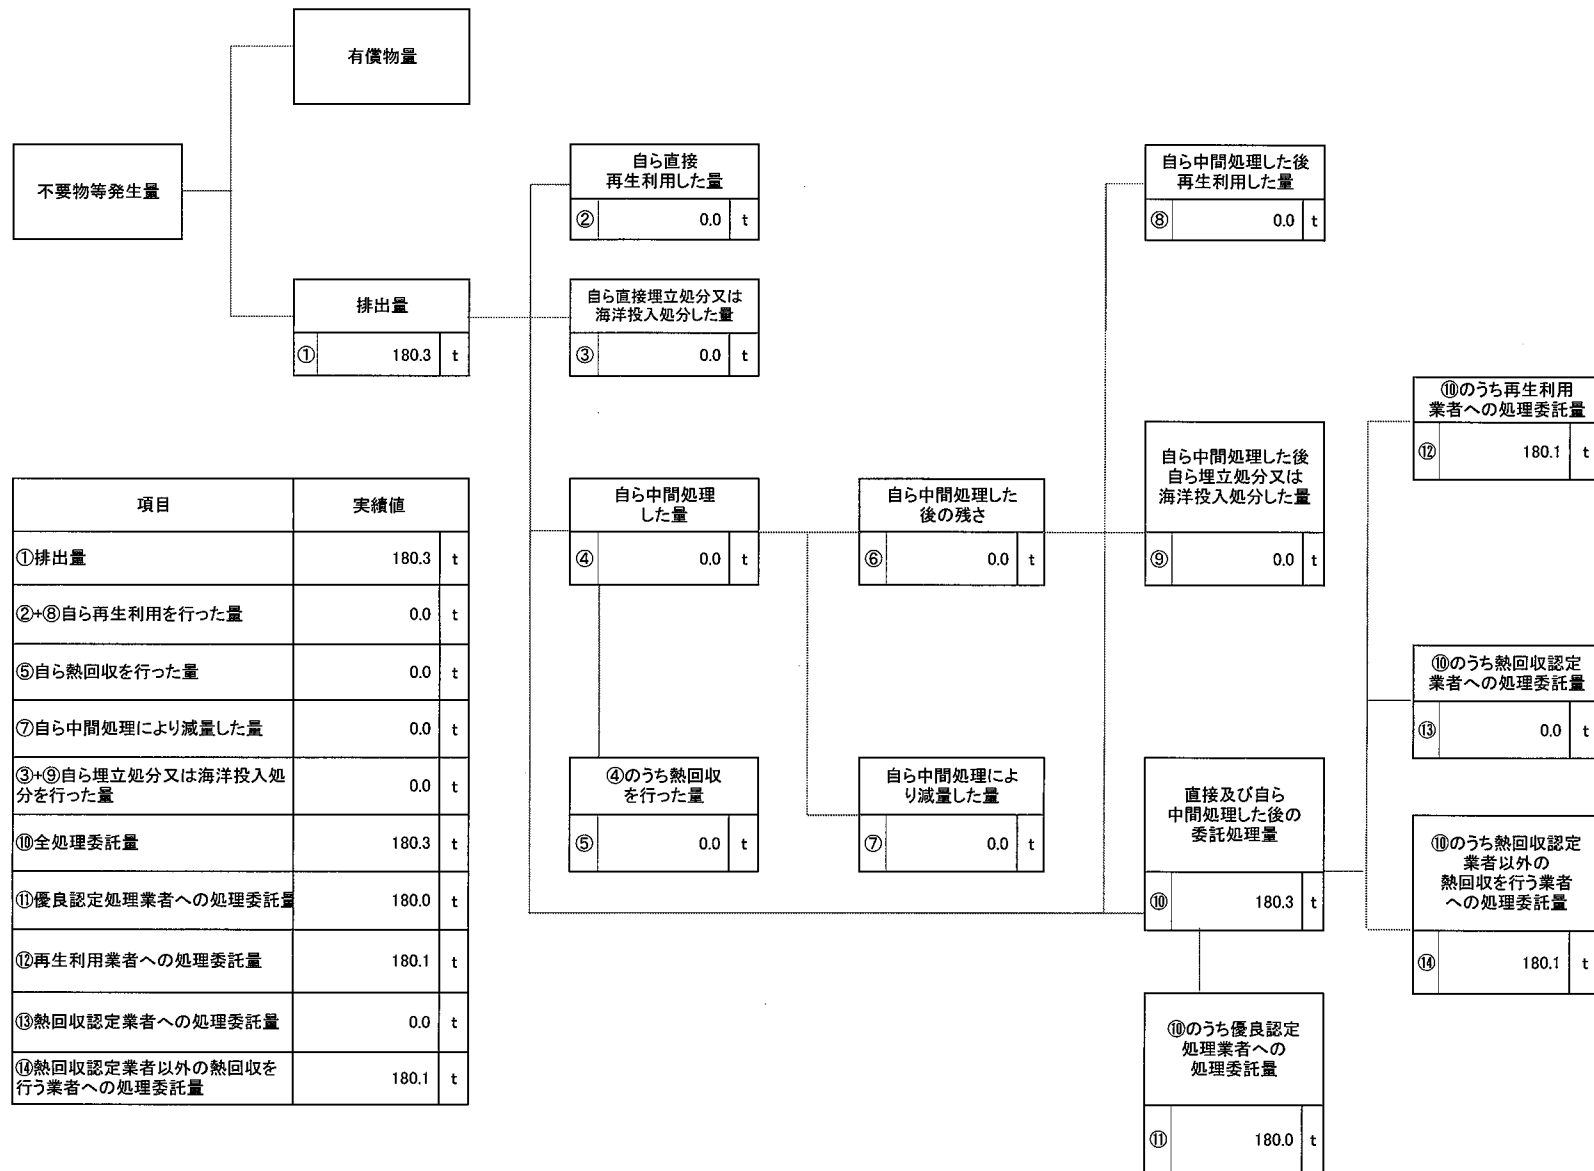 有償物量
不要物等発生量
排出量
① 180.3 t
自ら直接
再生利用した量
② 0.0 t
自ら直接埋立処分又は
海洋投入処分した量
③ 0.0 t
自ら中間処理
した量
④ 0.0 t
④のうち熱回収
を行った量
⑤ 0.0 t
自ら中間処理した
後の残さ
⑥ 0.0 t
自ら中間処理によ
り減量した量
⑦ 0.0 t
自ら中間処理した後
再生利用した量
⑧ 0.0 t
自ら中間処理した後
自ら埋立処分又は
海洋投入処分した量
⑨ 0.0 t
直接及び自ら
中間処理した後の
委託処理量
⑩ 180.3 t
⑩のうち優良認定
処理業者への
処理委託量
⑪ 180.0 t
⑩のうち再生利用
業者への処理委託量
⑫ 180.1 t
⑩のうち熱回収認定
業者への処理委託量
⑬ 0.0 t
⑩のうち熱回収認定
業者以外の
熱回収を行う業者
への処理委託量
⑭ 180.1 t
項目 実績値
①排出量 180.3 t
②+⑧自ら再生利用を行った量 0.0 t
⑤自ら熱回収を行った量 0.0 t
⑦自ら中間処理により減量した量 0.0 t
③+⑨自ら埋立処分又は海洋投入処
分を行った量 0.0 t
⑩全処理委託量 180.3 t
⑪優良認定処理業者への処理委託量 180.0 t
⑫再生利用業者への処理委託量 180.1 t
⑬熱回収認定業者への処理委託量 0.0 t
⑭熱回収認定業者以外の熱回収を
行う業者への処理委託量 180.1 t